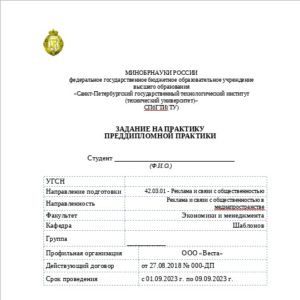 МИНОБРНАУКИ РОССИИ
федеральное государственное бюджетное образовательное учреждение
высшего образования
«Санкт-Петербургский государственный технологический институт
(технический университет)»
СПбГТИ( ТУ)
ЗАДАНИЕ НА ПРАКТИКУ
ПРЕДДИПЛОМНОЙ ПРАКТИКИ
Студент
(Ф.И.О.)
УГСН
Направление подготовки 42.03.01 - Реклама и связи с общественностью
Направленность Реклама и связи с общественностью в
медиапространстве
Факультет Экономики и менеджмента
Кафедра Шаблонов
Группа
Профильная организация ООО «Веста»
Действующий договор от 27.08.2018 № 000-ДП
Срок проведения с 01.09.2023 г. по 09.09.2023 г.